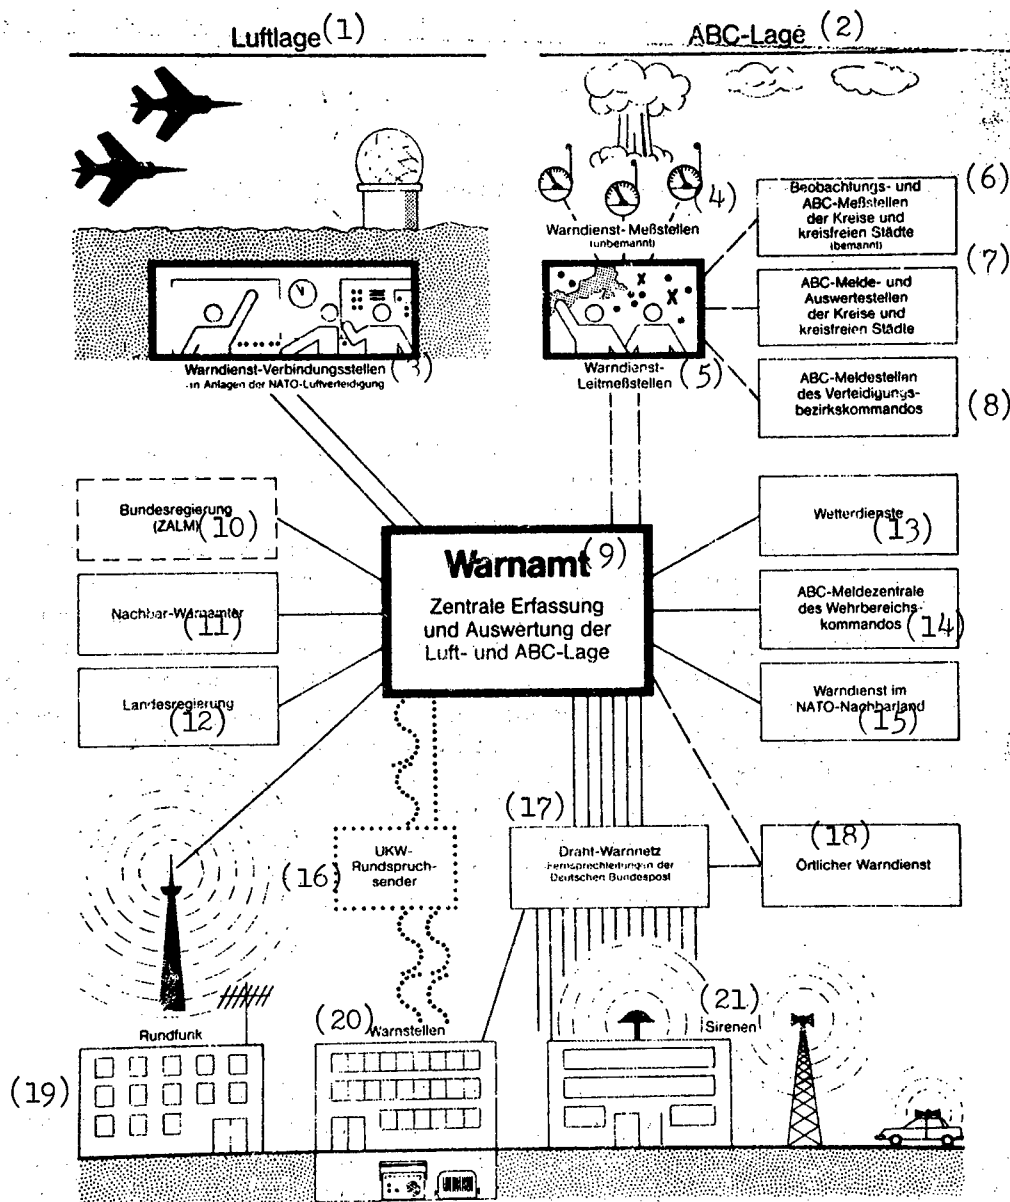 Luftlage (1)
ABC-Lage (2)
(4)
Warndienst-Meßstellen
(unbemannt)
Beobachtungs- und
ABC-Meßstellen
der Kreise und
kreisfreien Städte
(bemannt)
(6)
ABC-Melde- und
Auswertestellen
der Kreise und
kreisfreien Städte
(7)
Warndienst-Verbindungsstellen
in Anlagen der NATO-Luftverteidigung
(3)
Warndienst-
Leitmeßstellen
(5)
ABC-Meldestellen
des Verteidigungs-
bezirkskommandos
(8)
Bundesregierung
(ZALM) (10)
Nachbar-Warnämter
(11)
Landesregierung
(12)
Warnamt (9)
Zentrale Erfassung
und Auswertung der
Luft- und ABC-Lage
Wetterdienste
(13)
ABC-Meldezentrale
des Wehrbereichs-
kommandos (14)
Warndienst im
NATO-Nachbarland
(15)
(16)
UKW-
Rundspruch-
sender
(17)
Draht-Warnnetz
Fernsprechleitungen der
Deutschen Bundespost
(18)
Örtlicher Warndienst
Rundfunk
(19)
(20)
Warnstellen
(21)
Sirenen